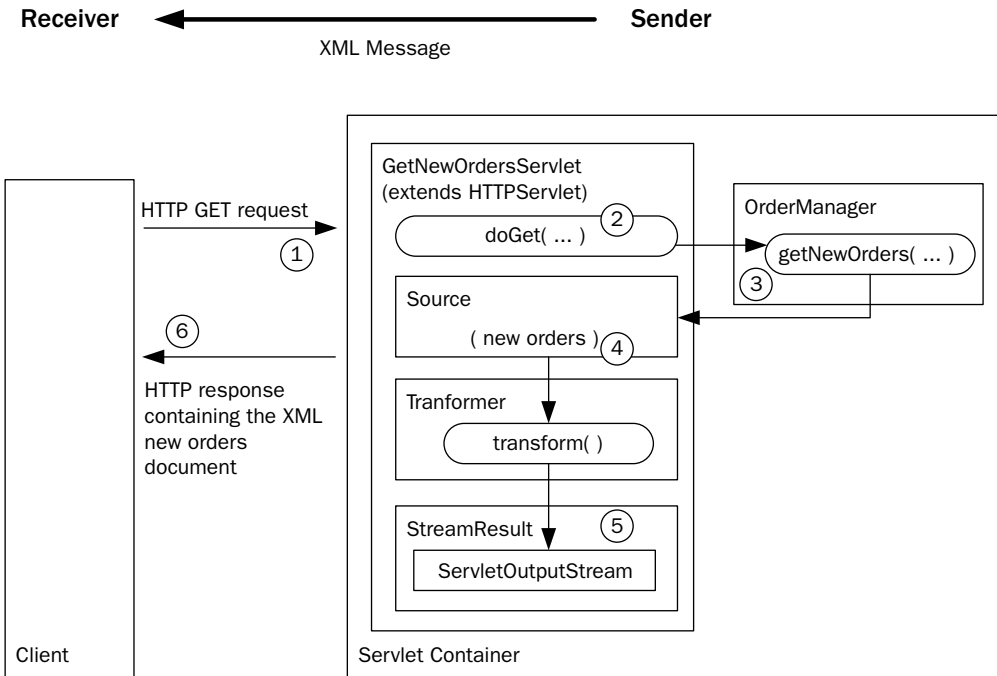 Receiver
Sender
XML Message
GetNewOrdersServlet
(extends HTTPServlet)
HTTP GET request
1
2
doGet( ... )
OrderManager
getNewOrders( ... )
3
Source
( new orders )
4
6
HTTP response
containing the XML
new orders
document
Tranformer
transform( )
StreamResult
5
ServletOutputStream
Client
Servlet Container